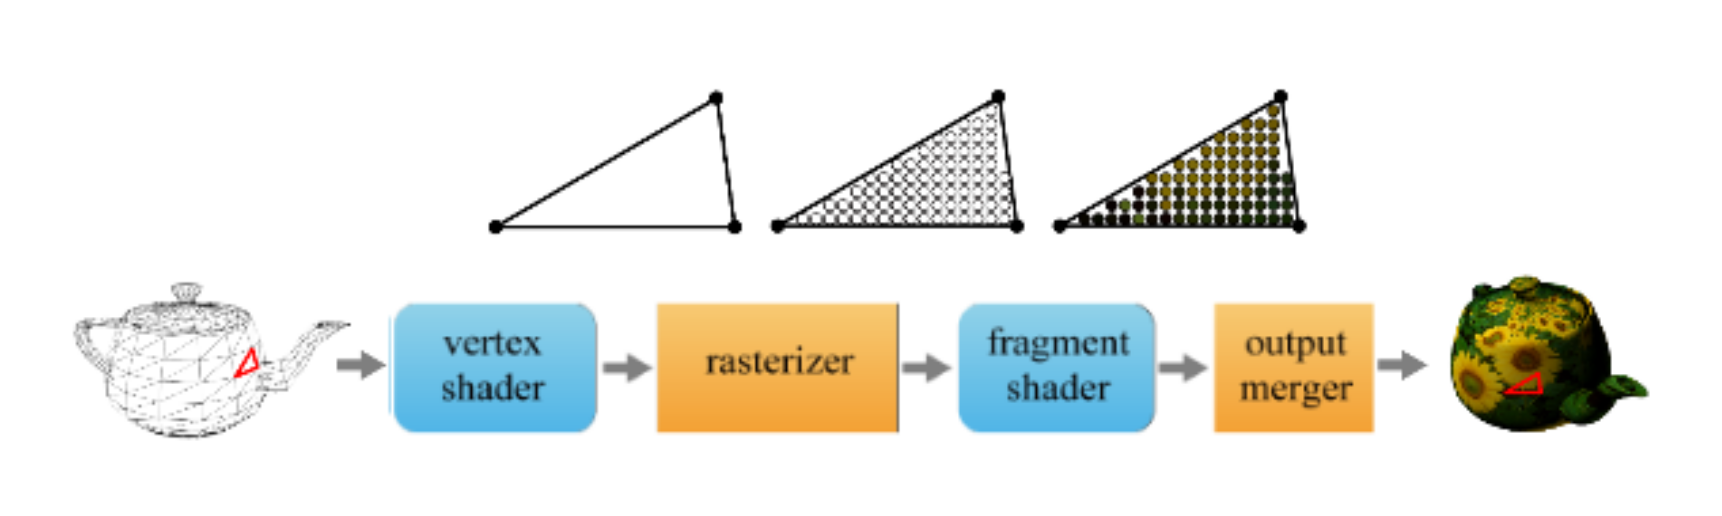 vertex
shader
rasterizer
fragment
shader
output
merger